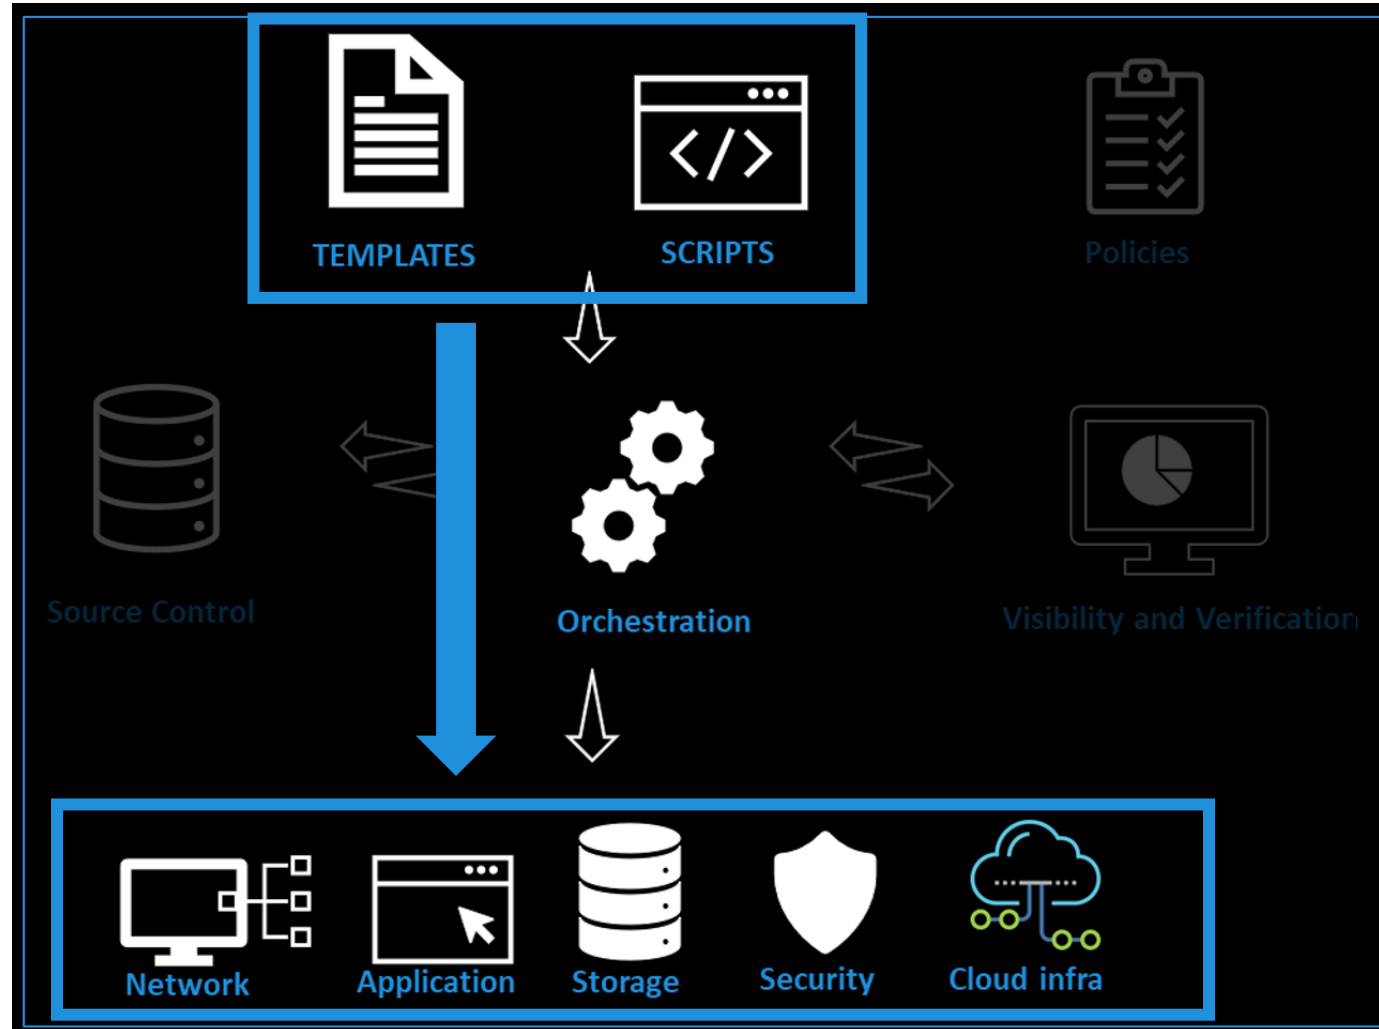 TEMPLATES
SCRIPTS
Policies
Source Control
Orchestration
Visibility and Verification
Network
Application
Storage
Security
Cloud infra